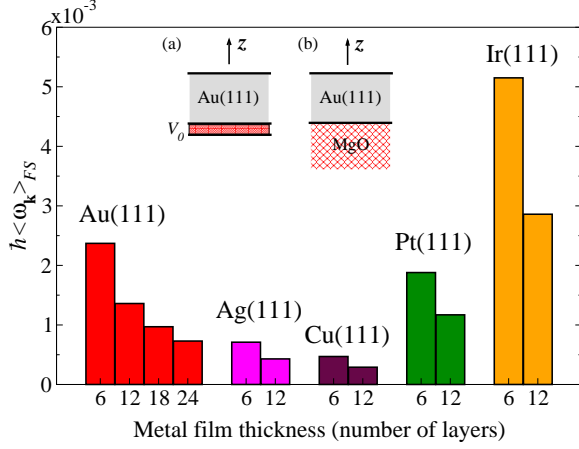 ×10⁻³
6
5
4
3
2
1
0
ħ<ω_k>_FS
(a)
z
(b)
z
Au(111)
Au(111)
V_0
MgO
Ir(111)
Au(111)
Pt(111)
Ag(111)
Cu(111)
6 12 18 24 6 12 6 12 6 12 6 12
Metal film thickness (number of layers)